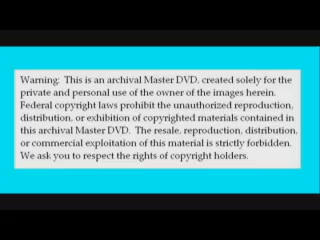 Warning:  This is an archival Master DVD, created solely for the
private and personal use of the owner of the images herein.
Federal copyright laws prohibit the unauthorized reproduction,
distribution, or exhibition of copyrighted materials contained in
this archival Master DVD.  The resale, reproduction, distribution,
or commercial exploitation of this material is strictly forbidden.
We ask you to respect the rights of copyright holders.